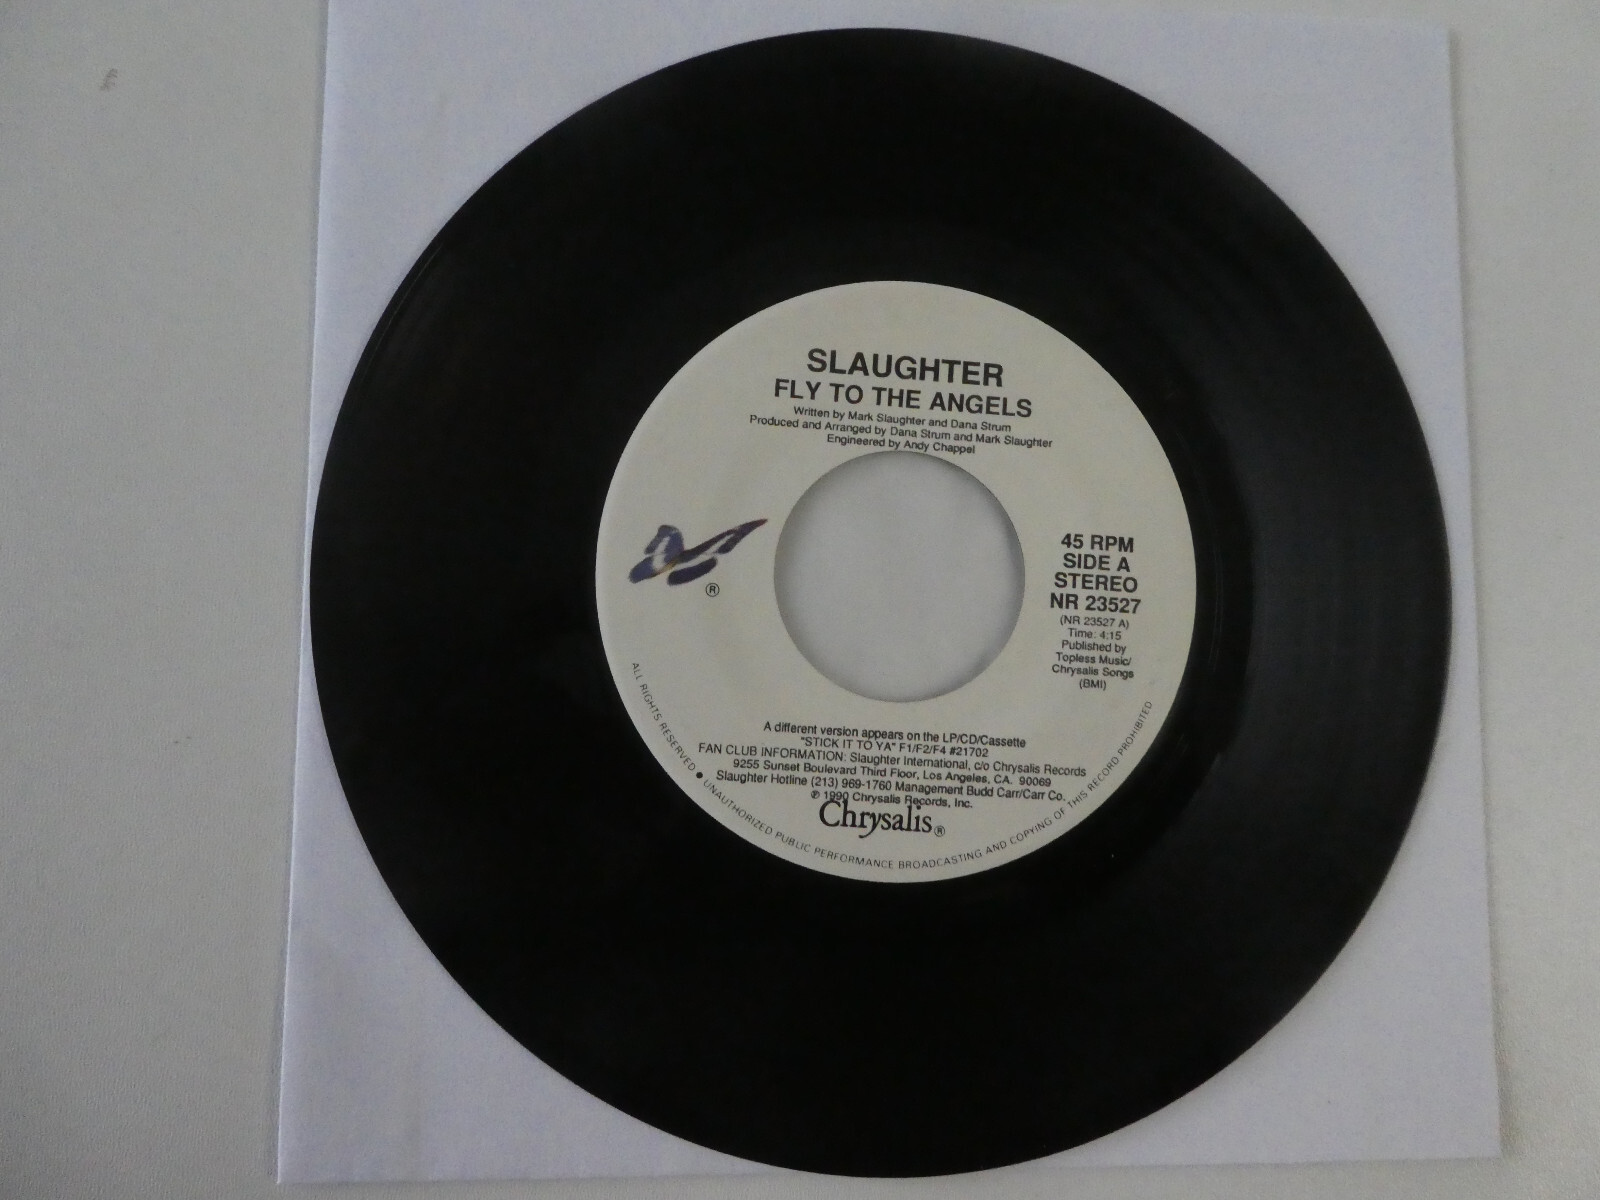 SLAUGHTER
FLY TO THE ANGELS
Written by Mark Slaughter and Dana Strum
Produced and Arranged by Dana Strum and Mark Slaughter
Engineered by Andy Chappel
®
45 RPM
SIDE A
STEREO
NR 23527
(NR 23527 A)
Time: 4:15
Published by
Topless Music/
Chrysalis Songs
(BMI)
A different version appears on the LP/CD/Cassette
"STICK IT TO YA" F1/F2/F4 #21702
FAN CLUB INFORMATION: Slaughter International, c/o Chrysalis Records
9255 Sunset Boulevard Third Floor, Los Angeles, CA. 90069
Slaughter Hotline (213) 969-1760 Management Budd Carr/Carr Co.
℗ 1990 Chrysalis Records, Inc.
Chrysalis®
ALL RIGHTS RESERVED ● UNAUTHORIZED PUBLIC PERFORMANCE BROADCASTING AND COPYING OF THIS RECORD PROHIBITED